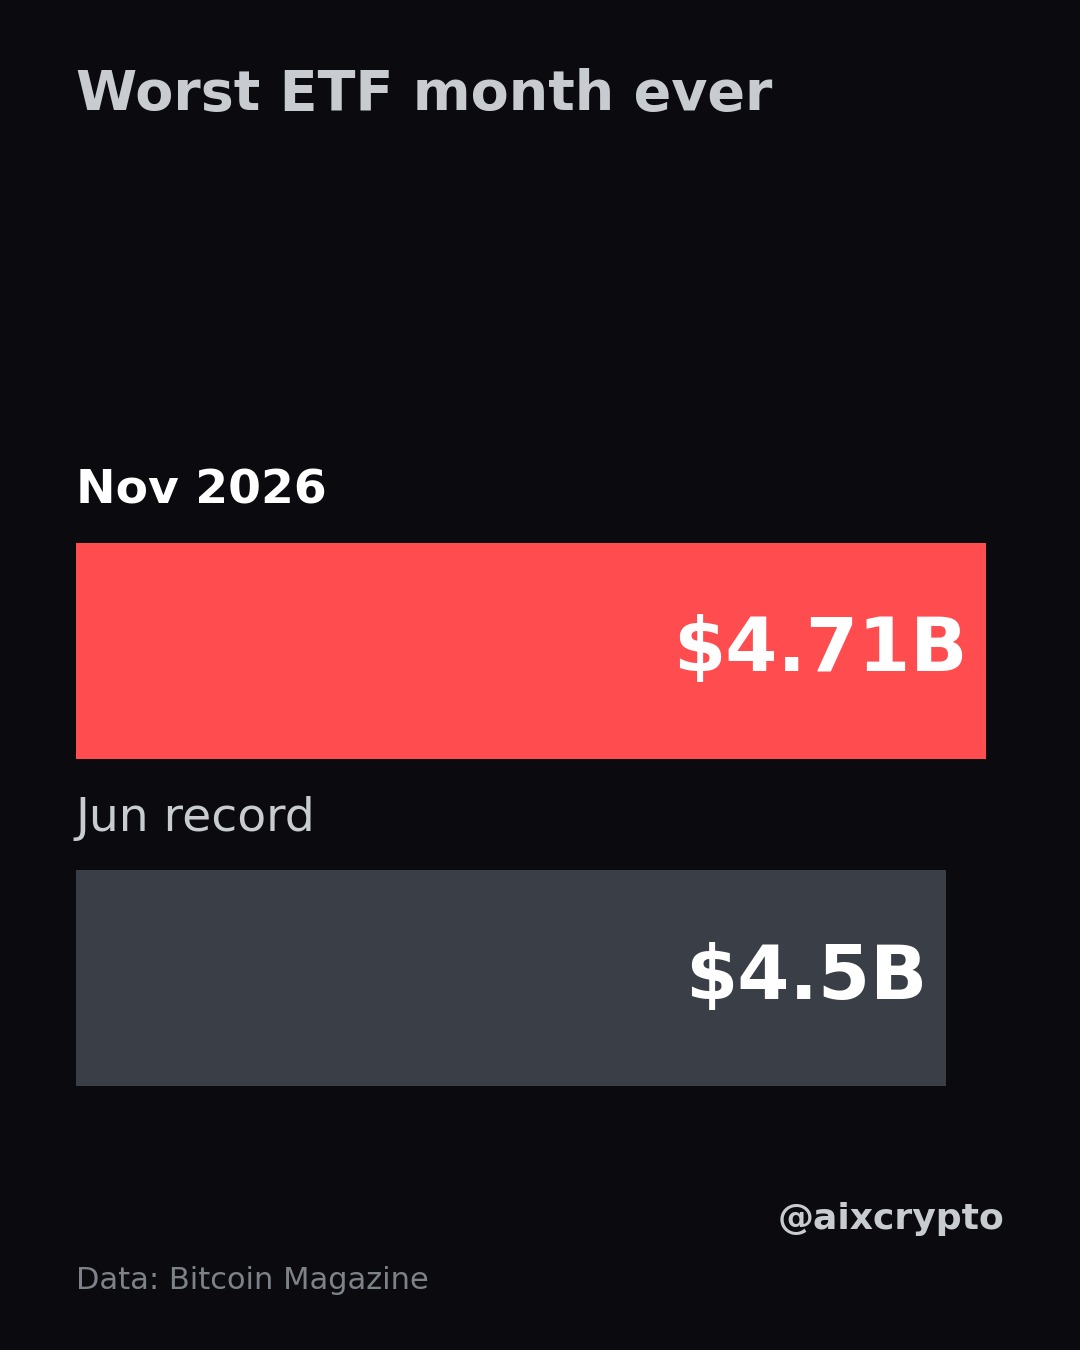 Worst ETF month ever
Nov 2026
$4.71B
Jun record
$4.5B
@aixcrypto
Data: Bitcoin Magazine